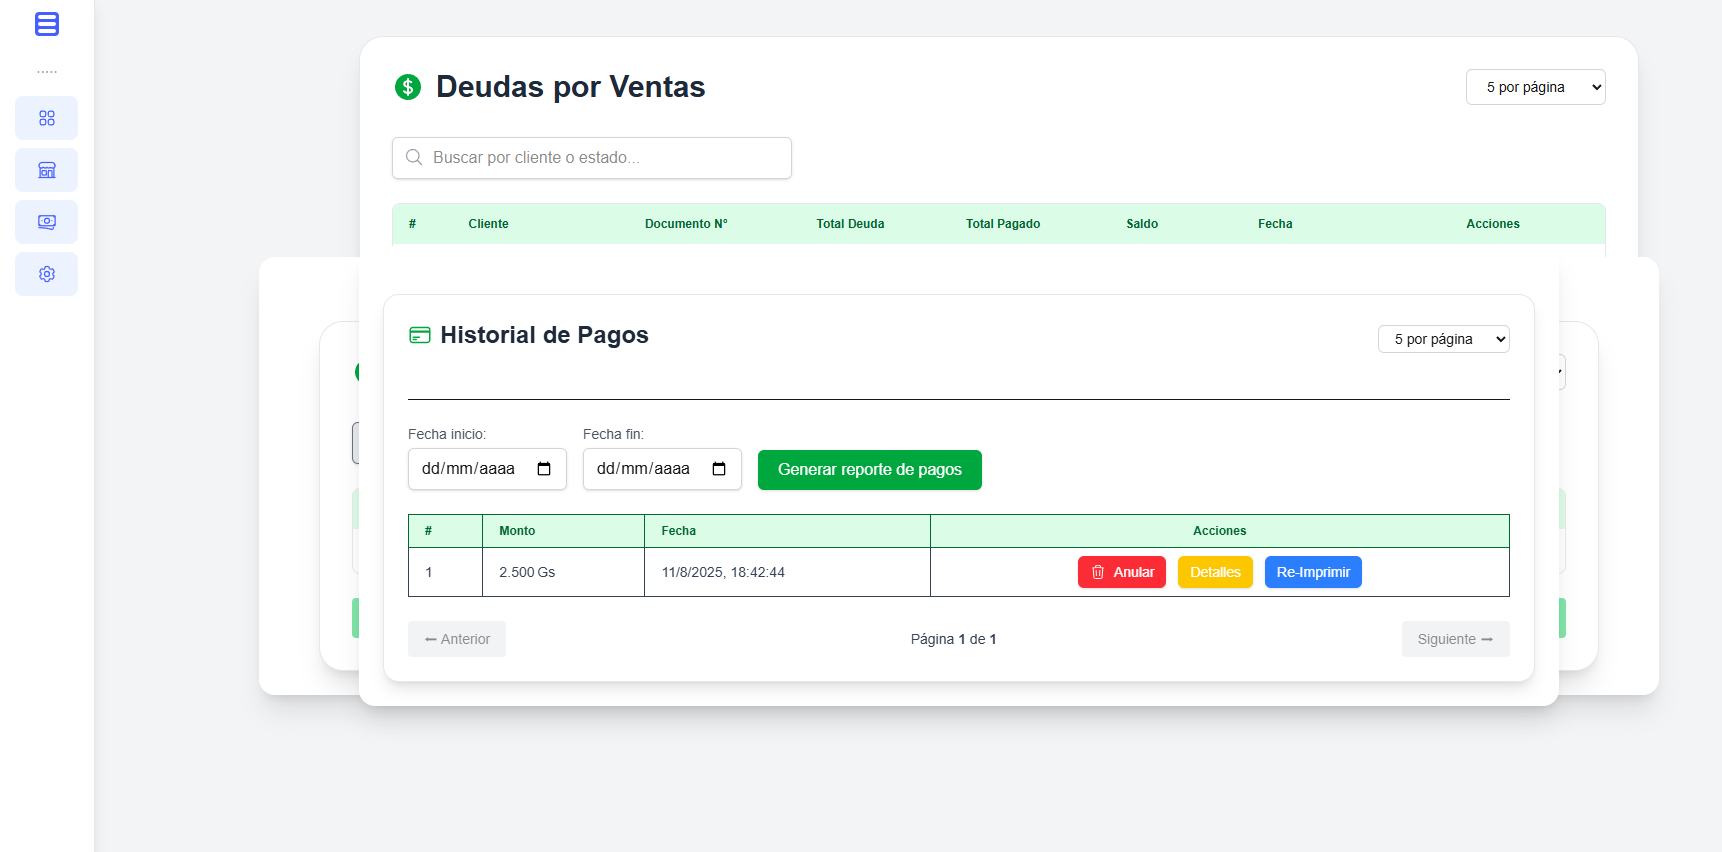 .....
Deudas por Ventas
5 por página
Buscar por cliente o estado...
# Cliente Documento N° Total Deuda Total Pagado Saldo Fecha Acciones
Historial de Pagos
5 por página
Fecha inicio: Fecha fin:
dd/mm/aaaa dd/mm/aaaa Generar reporte de pagos
# Monto Fecha Acciones
1 2.500 Gs 11/8/2025, 18:42:44 Anular Detalles Re-Imprimir
← Anterior Página 1 de 1 Siguiente →